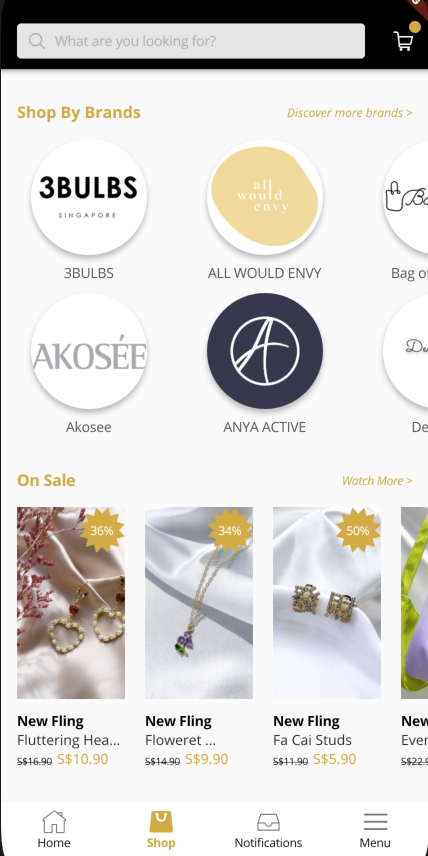 What are you looking for?
Shop By Brands
Discover more brands >
3BULBS
SINGAPORE
all
would
envy
3BULBS
ALL WOULD ENVY
Bag
AKOSÉE
Akosee
ANYA ACTIVE
De
On Sale
Watch More >
36%
34%
50%
New Fling
Fluttering Hea...
S$16.90 S$10.90
New Fling
Floweret ...
S$14.90 S$9.90
New Fling
Fa Cai Studs
S$11.90 S$5.90
New
Ever
S$22.9
Home
Shop
Notifications
Menu